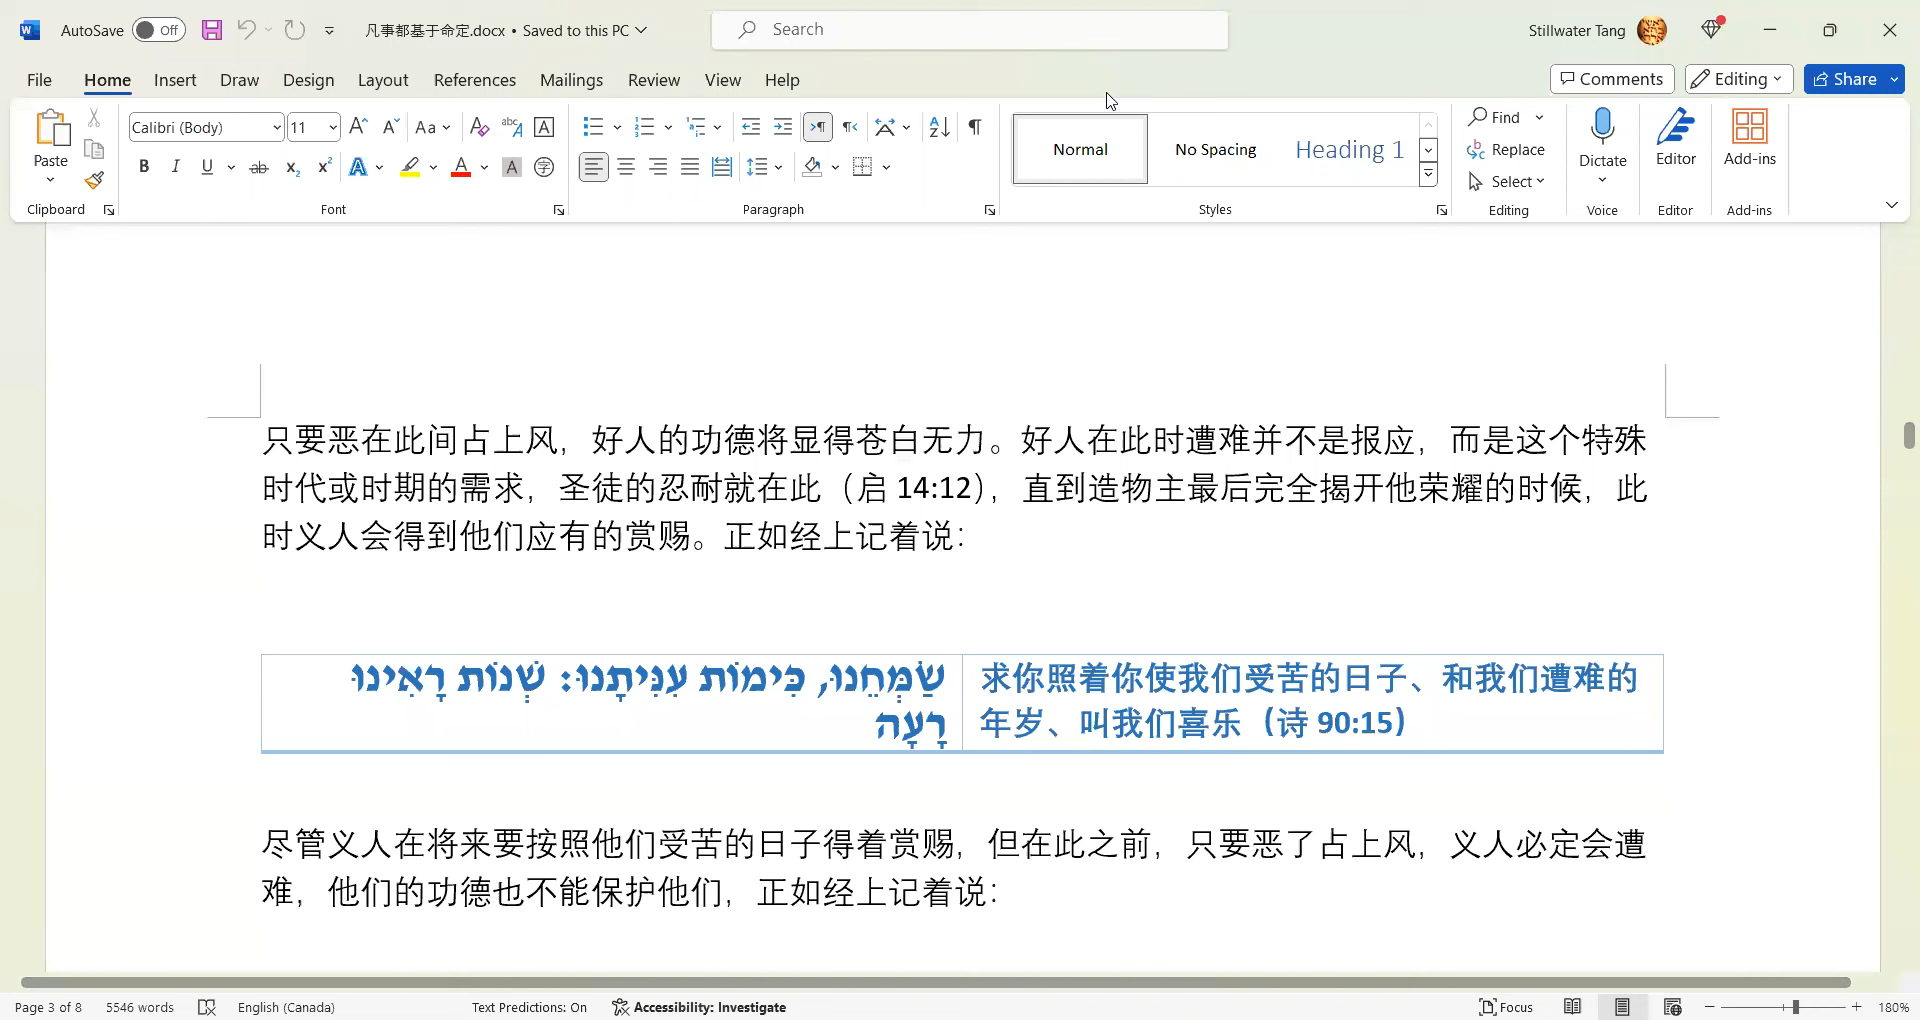 AutoSave Off 凡事都基于命定.docx • Saved to this PC Search Stillwater Tang
File Home Insert Draw Design Layout References Mailings Review View Help Comments Editing Share
Paste Calibri (Body) 11 Normal No Spacing Heading 1 Find Replace Select Dictate Editor Add-ins
Clipboard Font Paragraph Styles Editing Voice Editor Add-ins
只要恶在此间占上风，好人的功德将显得苍白无力。好人在此时遭难并不是报应，而是这个特殊
时代或时期的需求，圣徒的忍耐就在此（启 14:12），直到造物主最后完全揭开他荣耀的时候，此
时义人会得到他们应有的赏赐。正如经上记着说：
שַׂמְּחֵנוּ, כִּימוֹת עִנִּיתָנוּ: שְׁנוֹת רָאִינוּ
רָעָה
求你照着你使我们受苦的日子、和我们遭难的
年岁、叫我们喜乐（诗 90:15）
尽管义人在将来要按照他们受苦的日子得着赏赐，但在此之前，只要恶了占上风，义人必定会遭
难，他们的功德也不能保护他们，正如经上记着说：
Page 3 of 8 5546 words English (Canada) Text Predictions: On Accessibility: Investigate Focus 180%